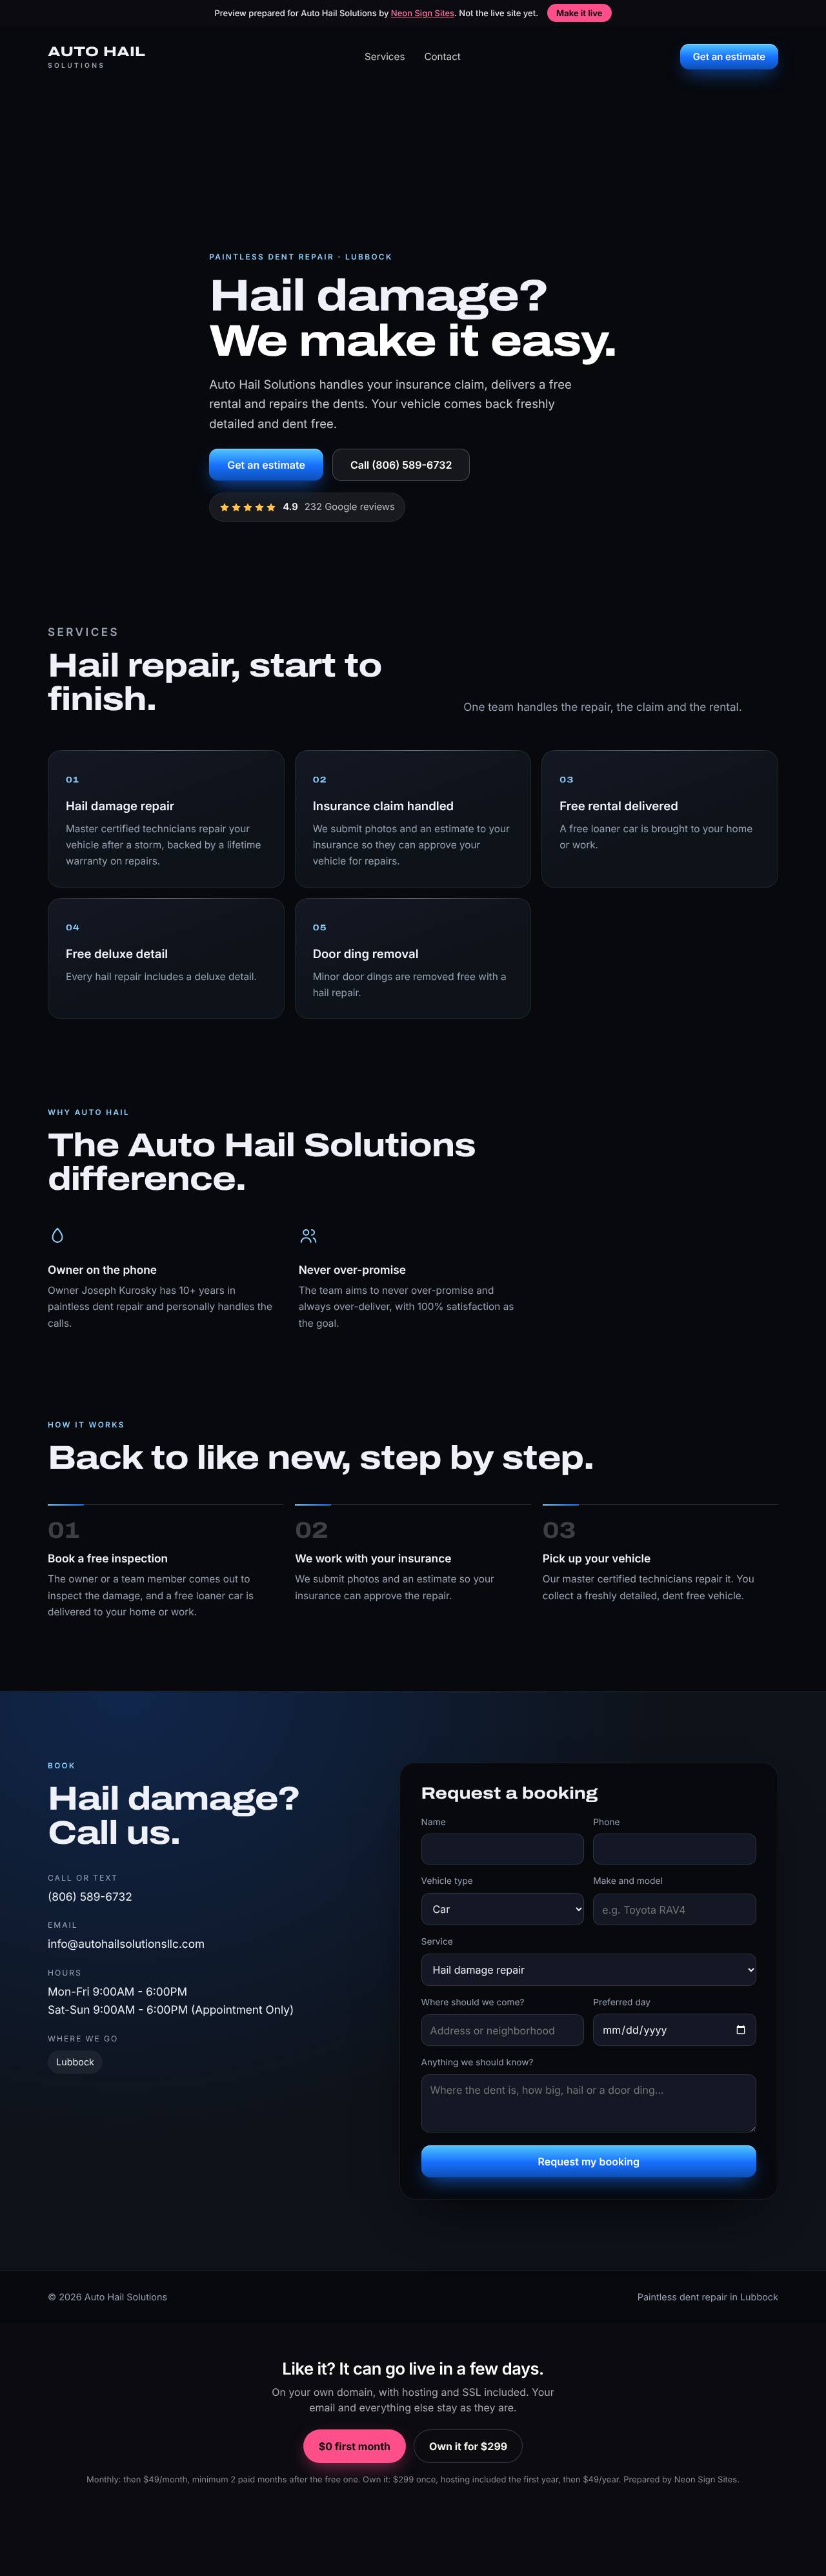 Preview prepared for Auto Hail Solutions by Neon Sign Sites. Not the live site yet. Make it live
AUTO HAIL
SOLUTIONS
Services Contact
Get an estimate
PAINTLESS DENT REPAIR · LUBBOCK
Hail damage?
We make it easy.
Auto Hail Solutions handles your insurance claim, delivers a free
rental and repairs the dents. Your vehicle comes back freshly
detailed and dent free.
Get an estimate
Call (806) 589-6732
4.9 232 Google reviews
SERVICES
Hail repair, start to
finish.
One team handles the repair, the claim and the rental.
01
Hail damage repair
Master certified technicians repair your
vehicle after a storm, backed by a lifetime
warranty on repairs.
02
Insurance claim handled
We submit photos and an estimate to your
insurance so they can approve your
vehicle for repairs.
03
Free rental delivered
A free loaner car is brought to your home
or work.
04
Free deluxe detail
Every hail repair includes a deluxe detail.
05
Door ding removal
Minor door dings are removed free with a
hail repair.
WHY AUTO HAIL
The Auto Hail Solutions
difference.
Owner on the phone
Owner Joseph Kurosky has 10+ years in
paintless dent repair and personally handles the
calls.
Never over-promise
The team aims to never over-promise and
always over-deliver, with 100% satisfaction as
the goal.
HOW IT WORKS
Back to like new, step by step.
01
Book a free inspection
The owner or a team member comes out to
inspect the damage, and a free loaner car is
delivered to your home or work.
02
We work with your insurance
We submit photos and an estimate so your
insurance can approve the repair.
03
Pick up your vehicle
Our master certified technicians repair it. You
collect a freshly detailed, dent free vehicle.
BOOK
Hail damage?
Call us.
CALL OR TEXT
(806) 589-6732
EMAIL
info@autohailsolutionsllc.com
HOURS
Mon-Fri 9:00AM - 6:00PM
Sat-Sun 9:00AM - 6:00PM (Appointment Only)
WHERE WE GO
Lubbock
Request a booking
Name
Phone
Vehicle type
Car
Make and model
e.g. Toyota RAV4
Service
Hail damage repair
Where should we come?
Address or neighborhood
Preferred day
mm/dd/yyyy
Anything we should know?
Where the dent is, how big, hail or a door ding...
Request my booking
© 2026 Auto Hail Solutions
Paintless dent repair in Lubbock
Like it? It can go live in a few days.
On your own domain, with hosting and SSL included. Your
email and everything else stay as they are.
$0 first month
Own it for $299
Monthly: then $49/month, minimum 2 paid months after the free one. Own it: $299 once, hosting included the first year, then $49/year. Prepared by Neon Sign Sites.